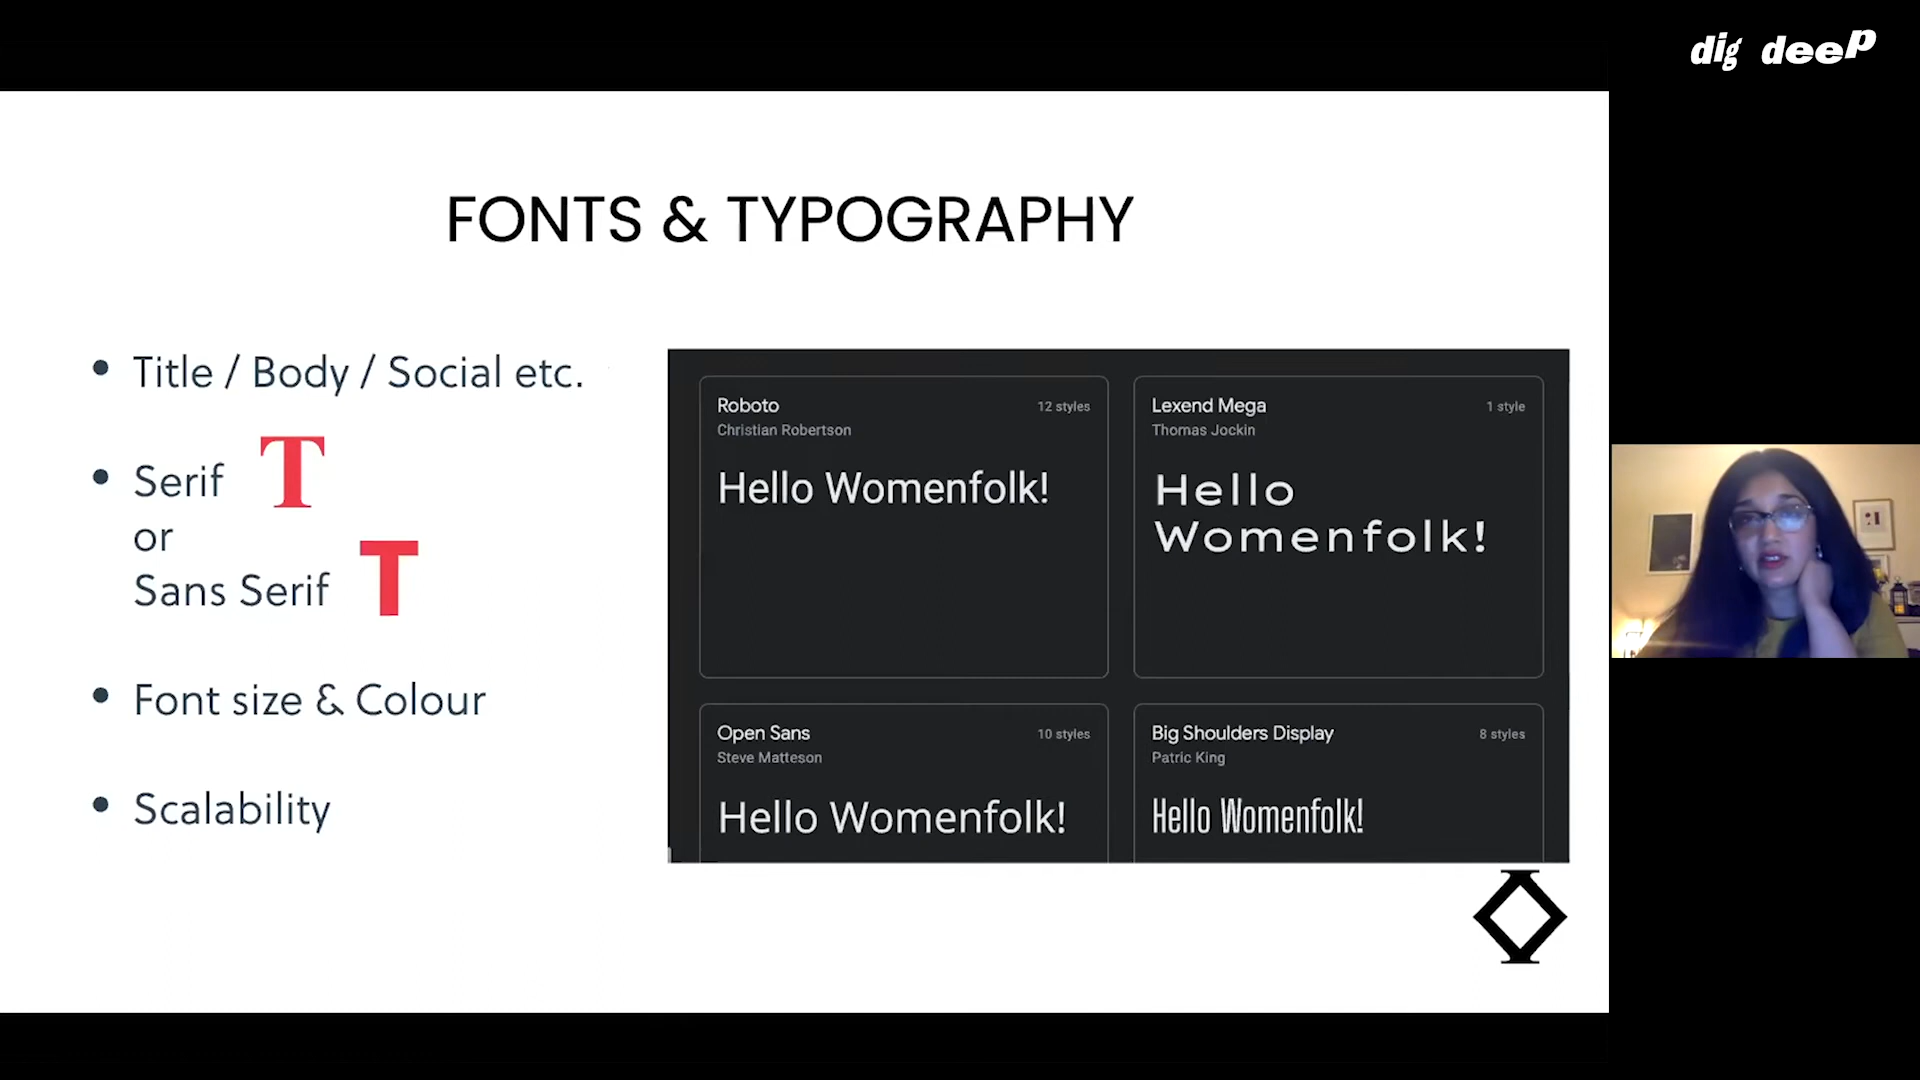 dig deep
FONTS & TYPOGRAPHY
• Title / Body / Social etc.
• Serif T
or
Sans Serif T
• Font size & Colour
• Scalability
Roboto 12 styles
Christian Robertson
Hello Womenfolk!
Lexend Mega 1 style
Thomas Jockin
Hello
Womenfolk!
Open Sans 10 styles
Steve Matteson
Hello Womenfolk!
Big Shoulders Display 8 styles
Patric King
Hello Womenfolk!